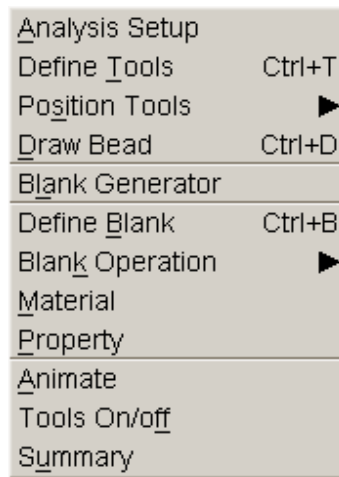 Analysis Setup
Define Tools Ctrl+T
Position Tools ▶
Draw Bead Ctrl+D
Blank Generator
Define Blank Ctrl+B
Blank Operation ▶
Material
Property
Animate
Tools On/off
Summary